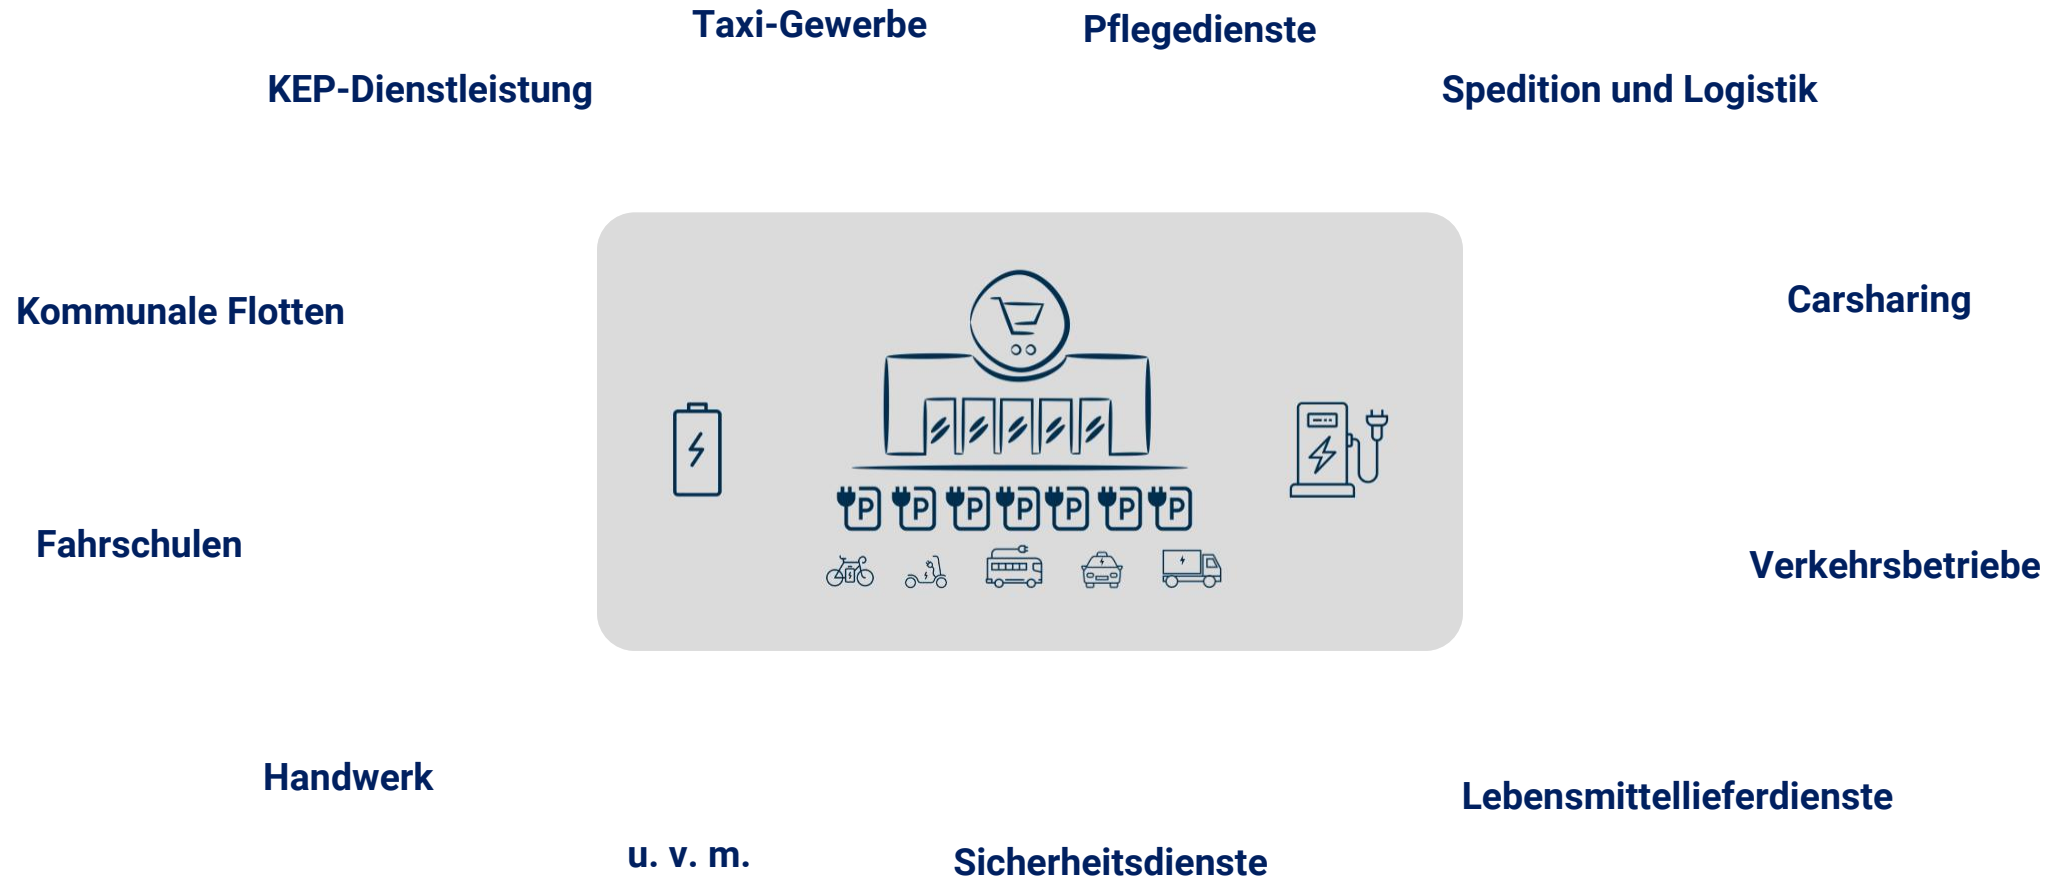 Taxi-Gewerbe
Pflegedienste
KEP-Dienstleistung
Spedition und Logistik
Kommunale Flotten
Carsharing
P P P P P P P
Fahrschulen
Verkehrsbetriebe
Handwerk
Lebensmittellieferdienste
u. v. m.
Sicherheitsdienste